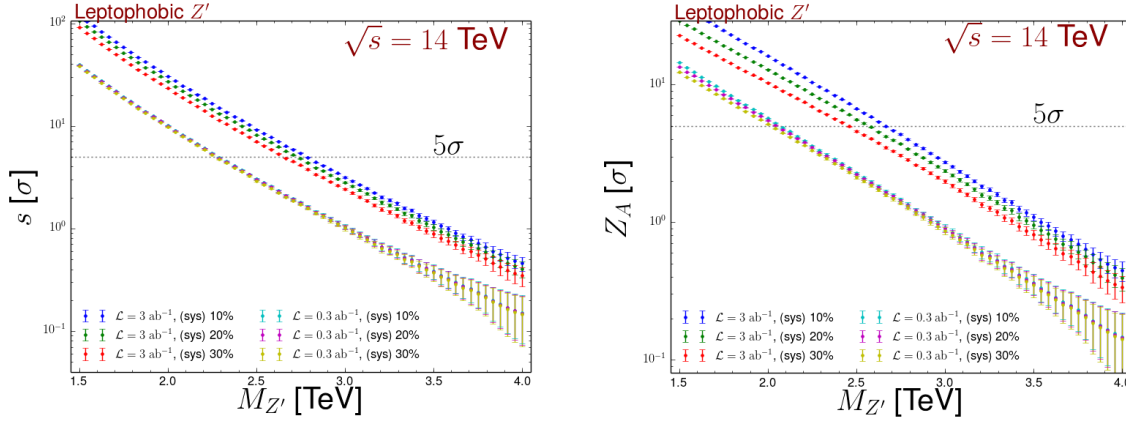 Leptophobic Z′
√s = 14 TeV
5σ
s [σ]
10²
10¹
10⁰
10⁻¹
ℒ = 3 ab⁻¹, (sys) 10%
ℒ = 3 ab⁻¹, (sys) 20%
ℒ = 3 ab⁻¹, (sys) 30%
ℒ = 0.3 ab⁻¹, (sys) 10%
ℒ = 0.3 ab⁻¹, (sys) 20%
ℒ = 0.3 ab⁻¹, (sys) 30%
1.5 2.0 2.5 3.0 3.5 4.0
M_Z′ [TeV]
Leptophobic Z′
√s = 14 TeV
5σ
Z_A [σ]
10¹
10⁰
10⁻¹
ℒ = 3 ab⁻¹, (sys) 10%
ℒ = 3 ab⁻¹, (sys) 20%
ℒ = 3 ab⁻¹, (sys) 30%
ℒ = 0.3 ab⁻¹, (sys) 10%
ℒ = 0.3 ab⁻¹, (sys) 20%
ℒ = 0.3 ab⁻¹, (sys) 30%
1.5 2.0 2.5 3.0 3.5 4.0
M_Z′ [TeV]